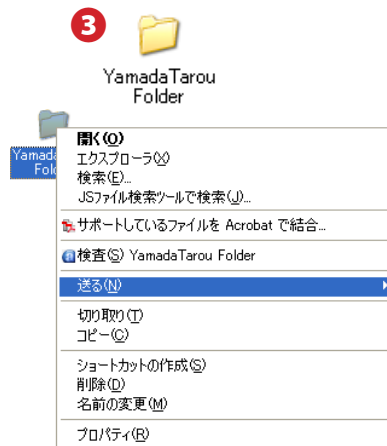 3
YamadaTarou
Folder
開く(O)
エクスプローラ(X)
検索(E)...
JSファイル検索ツールで検索(J)...
サポートしているファイルを Acrobat で結合...
検査(S) YamadaTarou Folder
送る(N)
切り取り(T)
コピー(C)
ショートカットの作成(S)
削除(D)
名前の変更(M)
プロパティ(R)